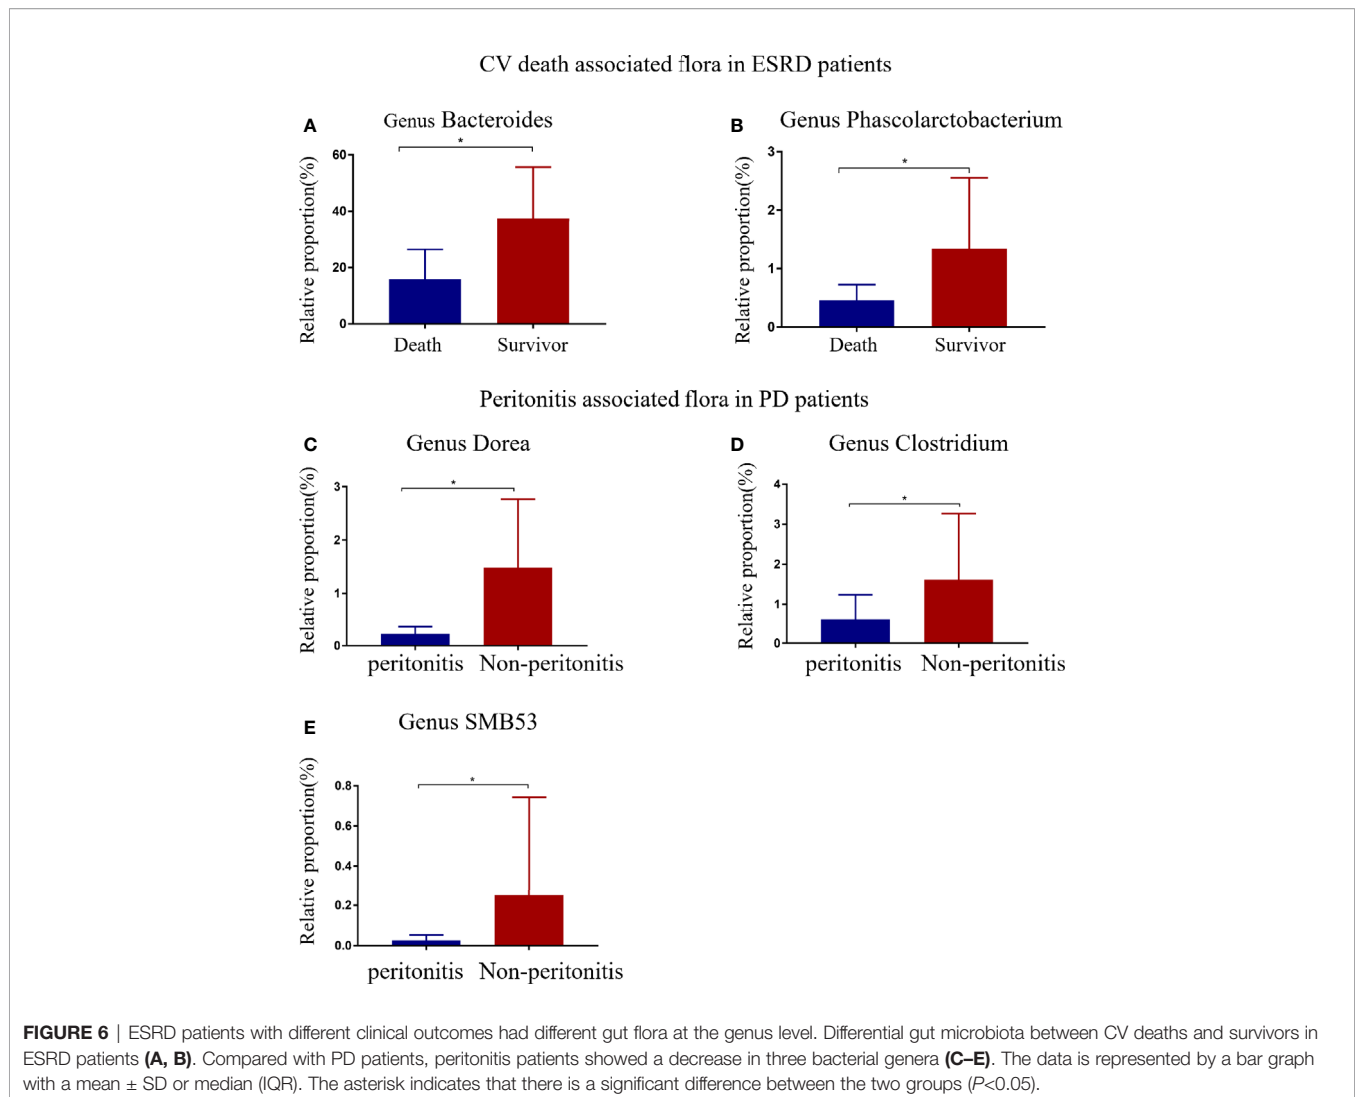 CV death associated flora in ESRD patients
A
Genus Bacteroides
*
Relative proportion(%)
60
40
20
0
Death
Survivor
B
Genus Phascolarctobacterium
*
Relative proportion(%)
3
2
1
0
Death
Survivor
Peritonitis associated flora in PD patients
C
Genus Dorea
*
Relative proportion(%)
3
2
1
0
peritonitis
Non-peritonitis
D
Genus Clostridium
*
Relative proportion(%)
4
3
2
1
0
peritonitis
Non-peritonitis
E
Genus SMB53
*
Relative proportion(%)
0.8
0.6
0.4
0.2
0.0
peritonitis
Non-peritonitis
FIGURE 6 | ESRD patients with different clinical outcomes had different gut flora at the genus level. Differential gut microbiota between CV deaths and survivors in
ESRD patients (A, B). Compared with PD patients, peritonitis patients showed a decrease in three bacterial genera (C–E). The data is represented by a bar graph
with a mean ± SD or median (IQR). The asterisk indicates that there is a significant difference between the two groups (P<0.05).